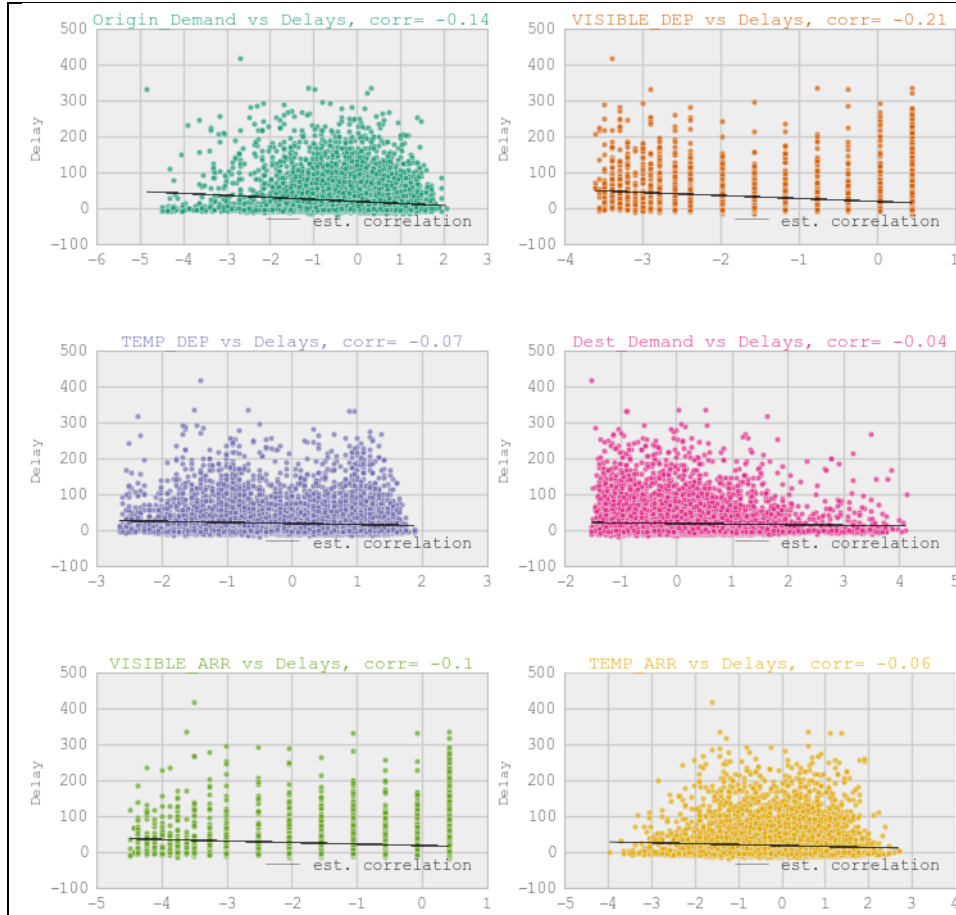 Origin_Demand vs Delays, corr= -0.14
500
400
300
200
100
0
-100
Delay
est. correlation
-6 -5 -4 -3 -2 -1 0 1 2 3
VISIBLE_DEP vs Delays, corr= -0.21
500
400
300
200
100
0
-100
Delay
est. correlation
-4 -3 -2 -1 0 1
TEMP_DEP vs Delays, corr= -0.07
500
400
300
200
100
0
-100
Delay
est. correlation
-3 -2 -1 0 1 2 3
Dest_Demand vs Delays, corr= -0.04
500
400
300
200
100
0
-100
Delay
est. correlation
-2 -1 0 1 2 3 4 5
VISIBLE_ARR vs Delays, corr= -0.1
500
400
300
200
100
0
-100
Delay
est. correlation
-5 -4 -3 -2 -1 0 1
TEMP_ARR vs Delays, corr= -0.06
500
400
300
200
100
0
-100
Delay
est. correlation
-5 -4 -3 -2 -1 0 1 2 3 4